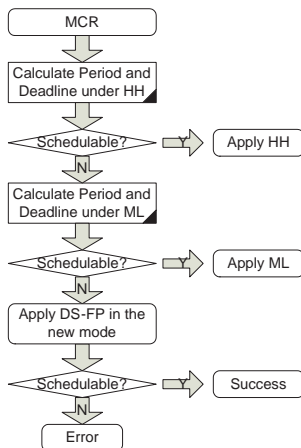 MCR
Calculate Period and
Deadline under HH
Schedulable?
Y
Apply HH
N
Calculate Period and
Deadline under ML
Schedulable?
Y
Apply ML
N
Apply DS-FP in the
new mode
Schedulable?
Y
Success
N
Error